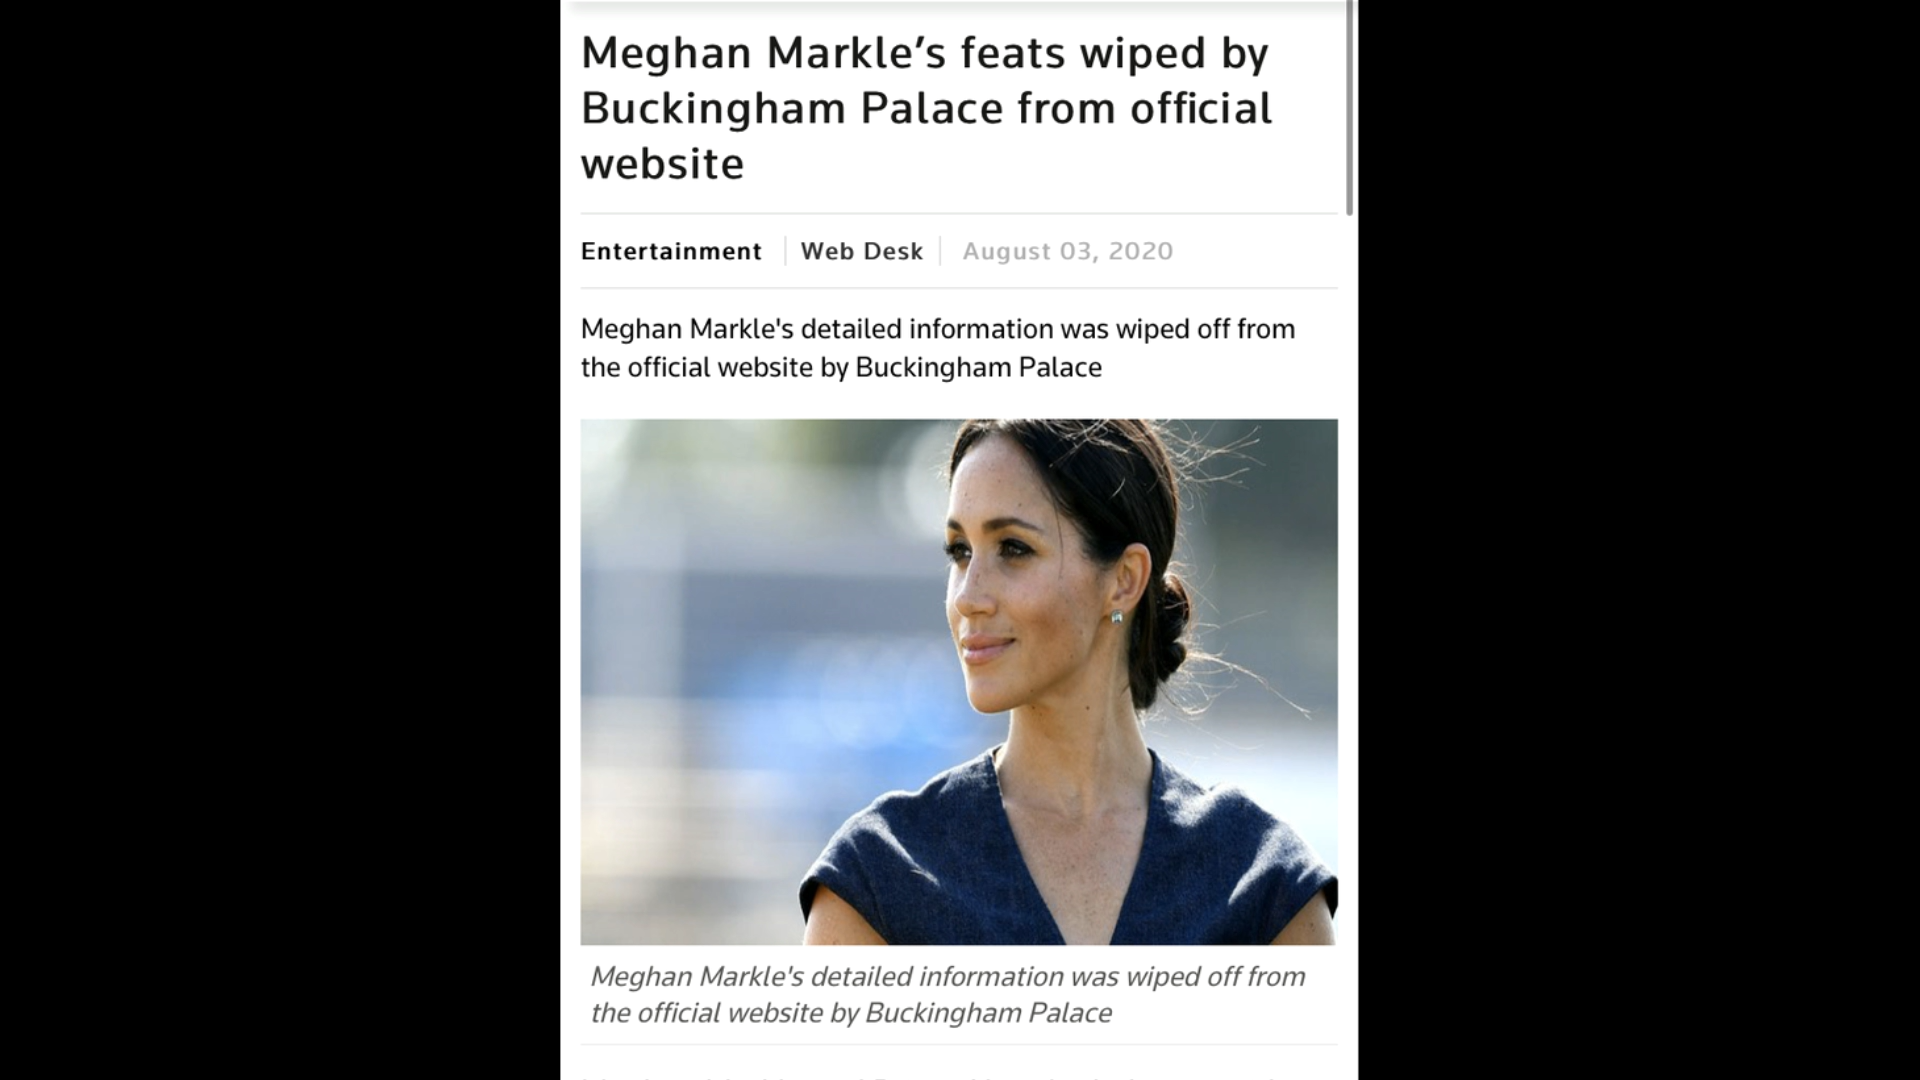 Meghan Markle’s feats wiped by
Buckingham Palace from official
website
Entertainment Web Desk August 03, 2020
Meghan Markle's detailed information was wiped off from
the official website by Buckingham Palace
Meghan Markle's detailed information was wiped off from
the official website by Buckingham Palace